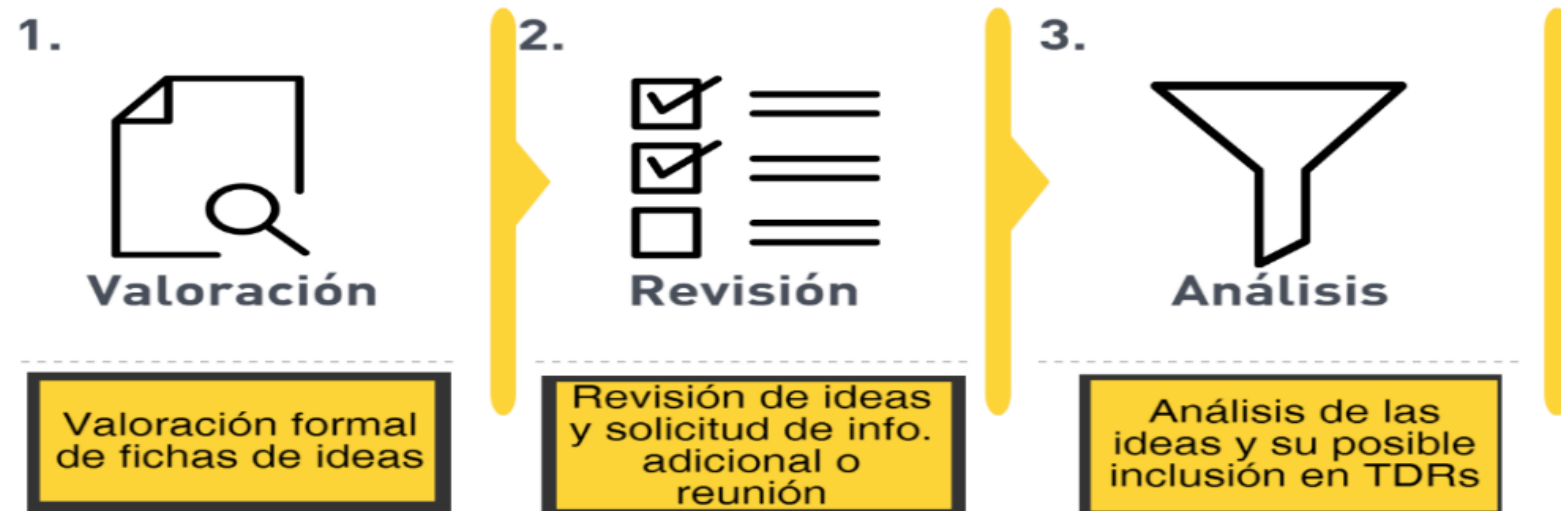 1.
Valoración
Valoración formal
de fichas de ideas
2.
Revisión
Revisión de ideas
y solicitud de info.
adicional o
reunión
3.
Análisis
Análisis de las
ideas y su posible
inclusión en TDRs